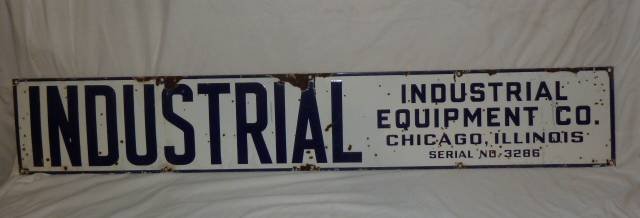 INDUSTRIAL
INDUSTRIAL
EQUIPMENT CO.
CHICAGO, ILLINOIS
SERIAL NO. 3286